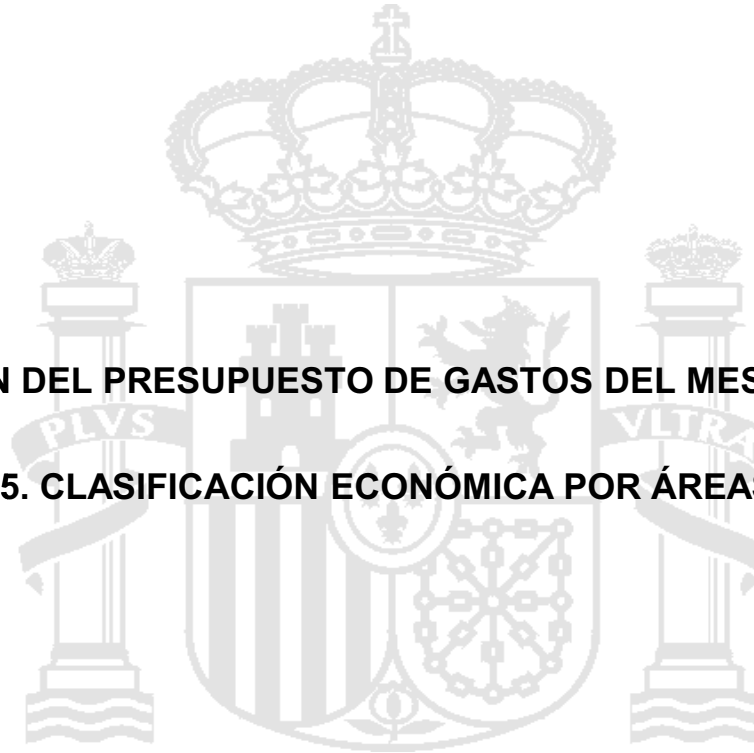 N DEL PRESUPUESTO DE GASTOS DEL MES
5. CLASIFICACIÓN ECONÓMICA POR ÁREAS
PLVS
VLTRA